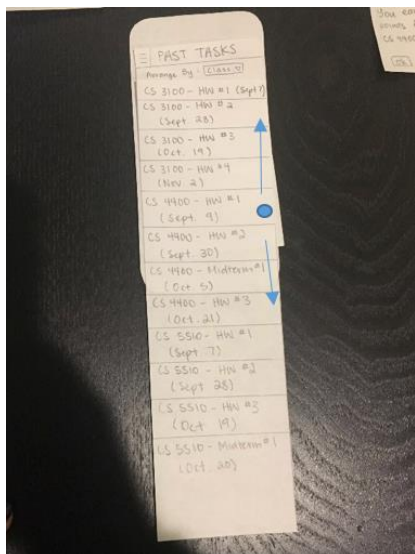 PAST TASKS
Arrange By: Class
CS 3100 - HW #1 (Sept 7)
CS 3100 - HW #2
(Sept. 28)
CS 3100 - HW #3
(Oct. 19)
CS 3100 - HW #4
(Nov. 2)
CS 4400 - HW #1
(Sept. 9)
CS 4400 - HW #2
(Sept. 30)
CS 4400 - Midterm #1
(Oct. 5)
CS 4400 - HW #3
(Oct. 21)
CS 5510 - HW #1
(Sept 7)
CS 5510 - HW #2
(Sept 28)
CS 5510 - HW #3
(Oct 19)
CS 5510 - Midterm #1
(Oct. 20)
You
CS 4400